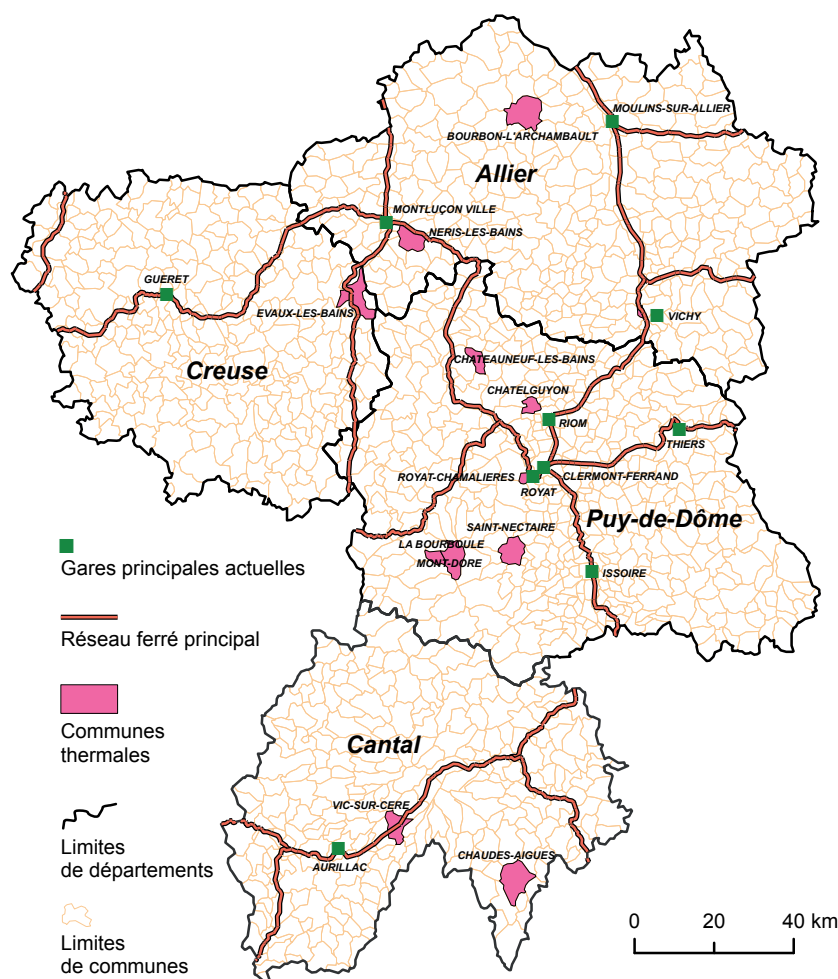 MOULINS-SUR-ALLIER
BOURBON-L'ARCHAMBAULT
Allier
MONTLUÇON VILLE
NERIS-LES-BAINS
GUERET
EVAUX-LES-BAINS
VICHY
Creuse
CHATEAUNEUF-LES-BAINS
CHATELGUYON
RIOM
THIERS
ROYAT-CHAMALIERES
CLERMONT-FERRAND
ROYAT
Puy-de-Dôme
SAINT-NECTAIRE
LA BOURBOULE
MONT-DORE
ISSOIRE
Gares principales actuelles
Réseau ferré principal
Communes
thermales
Limites
de départements
Limites
de communes
Cantal
VIC-SUR-CERE
AURILLAC
CHAUDES-AIGUES
0 20 40 km